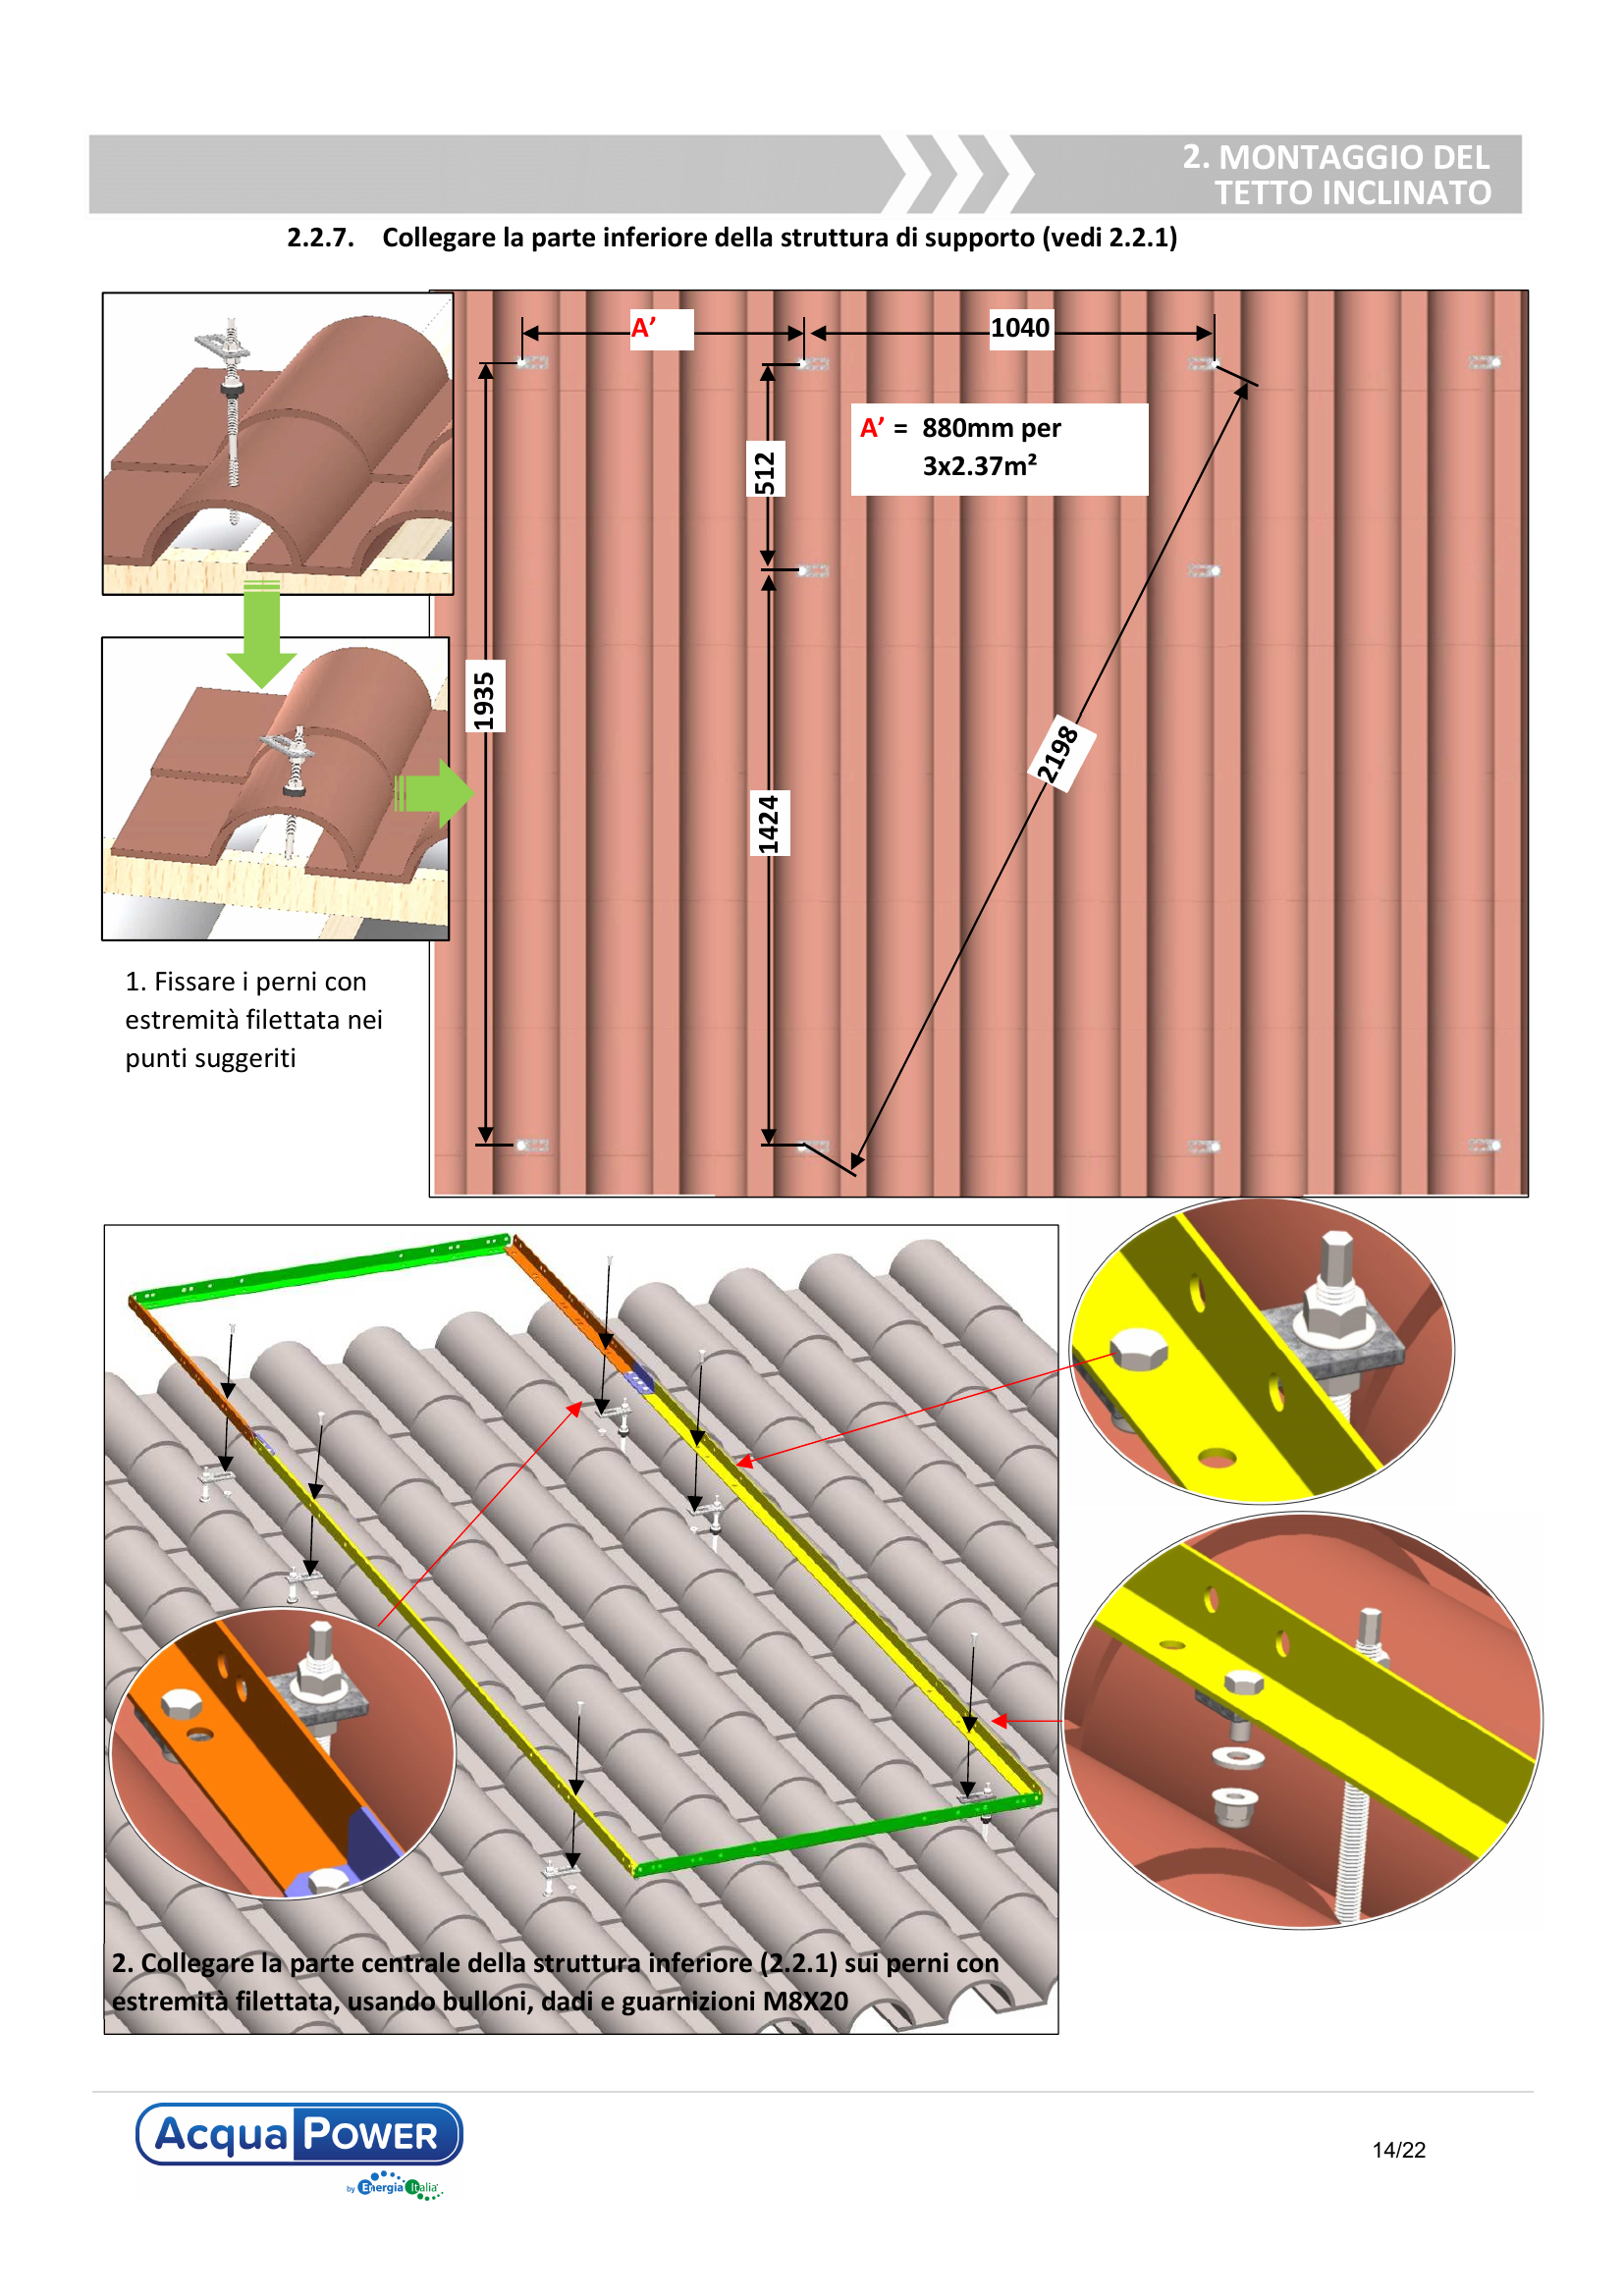 2. MONTAGGIO DEL
TETTO INCLINATO
2.2.7. Collegare la parte inferiore della struttura di supporto (vedi 2.2.1)
A’
1040
A’ = 880mm per
3x2.37m²
512
1935
2198
1424
1. Fissare i perni con
estremità filettata nei
punti suggeriti
2. Collegare la parte centrale della struttura inferiore (2.2.1) sui perni con
estremità filettata, usando bulloni, dadi e guarnizioni M8X20
Acqua POWER
by Energia Italia
14/22